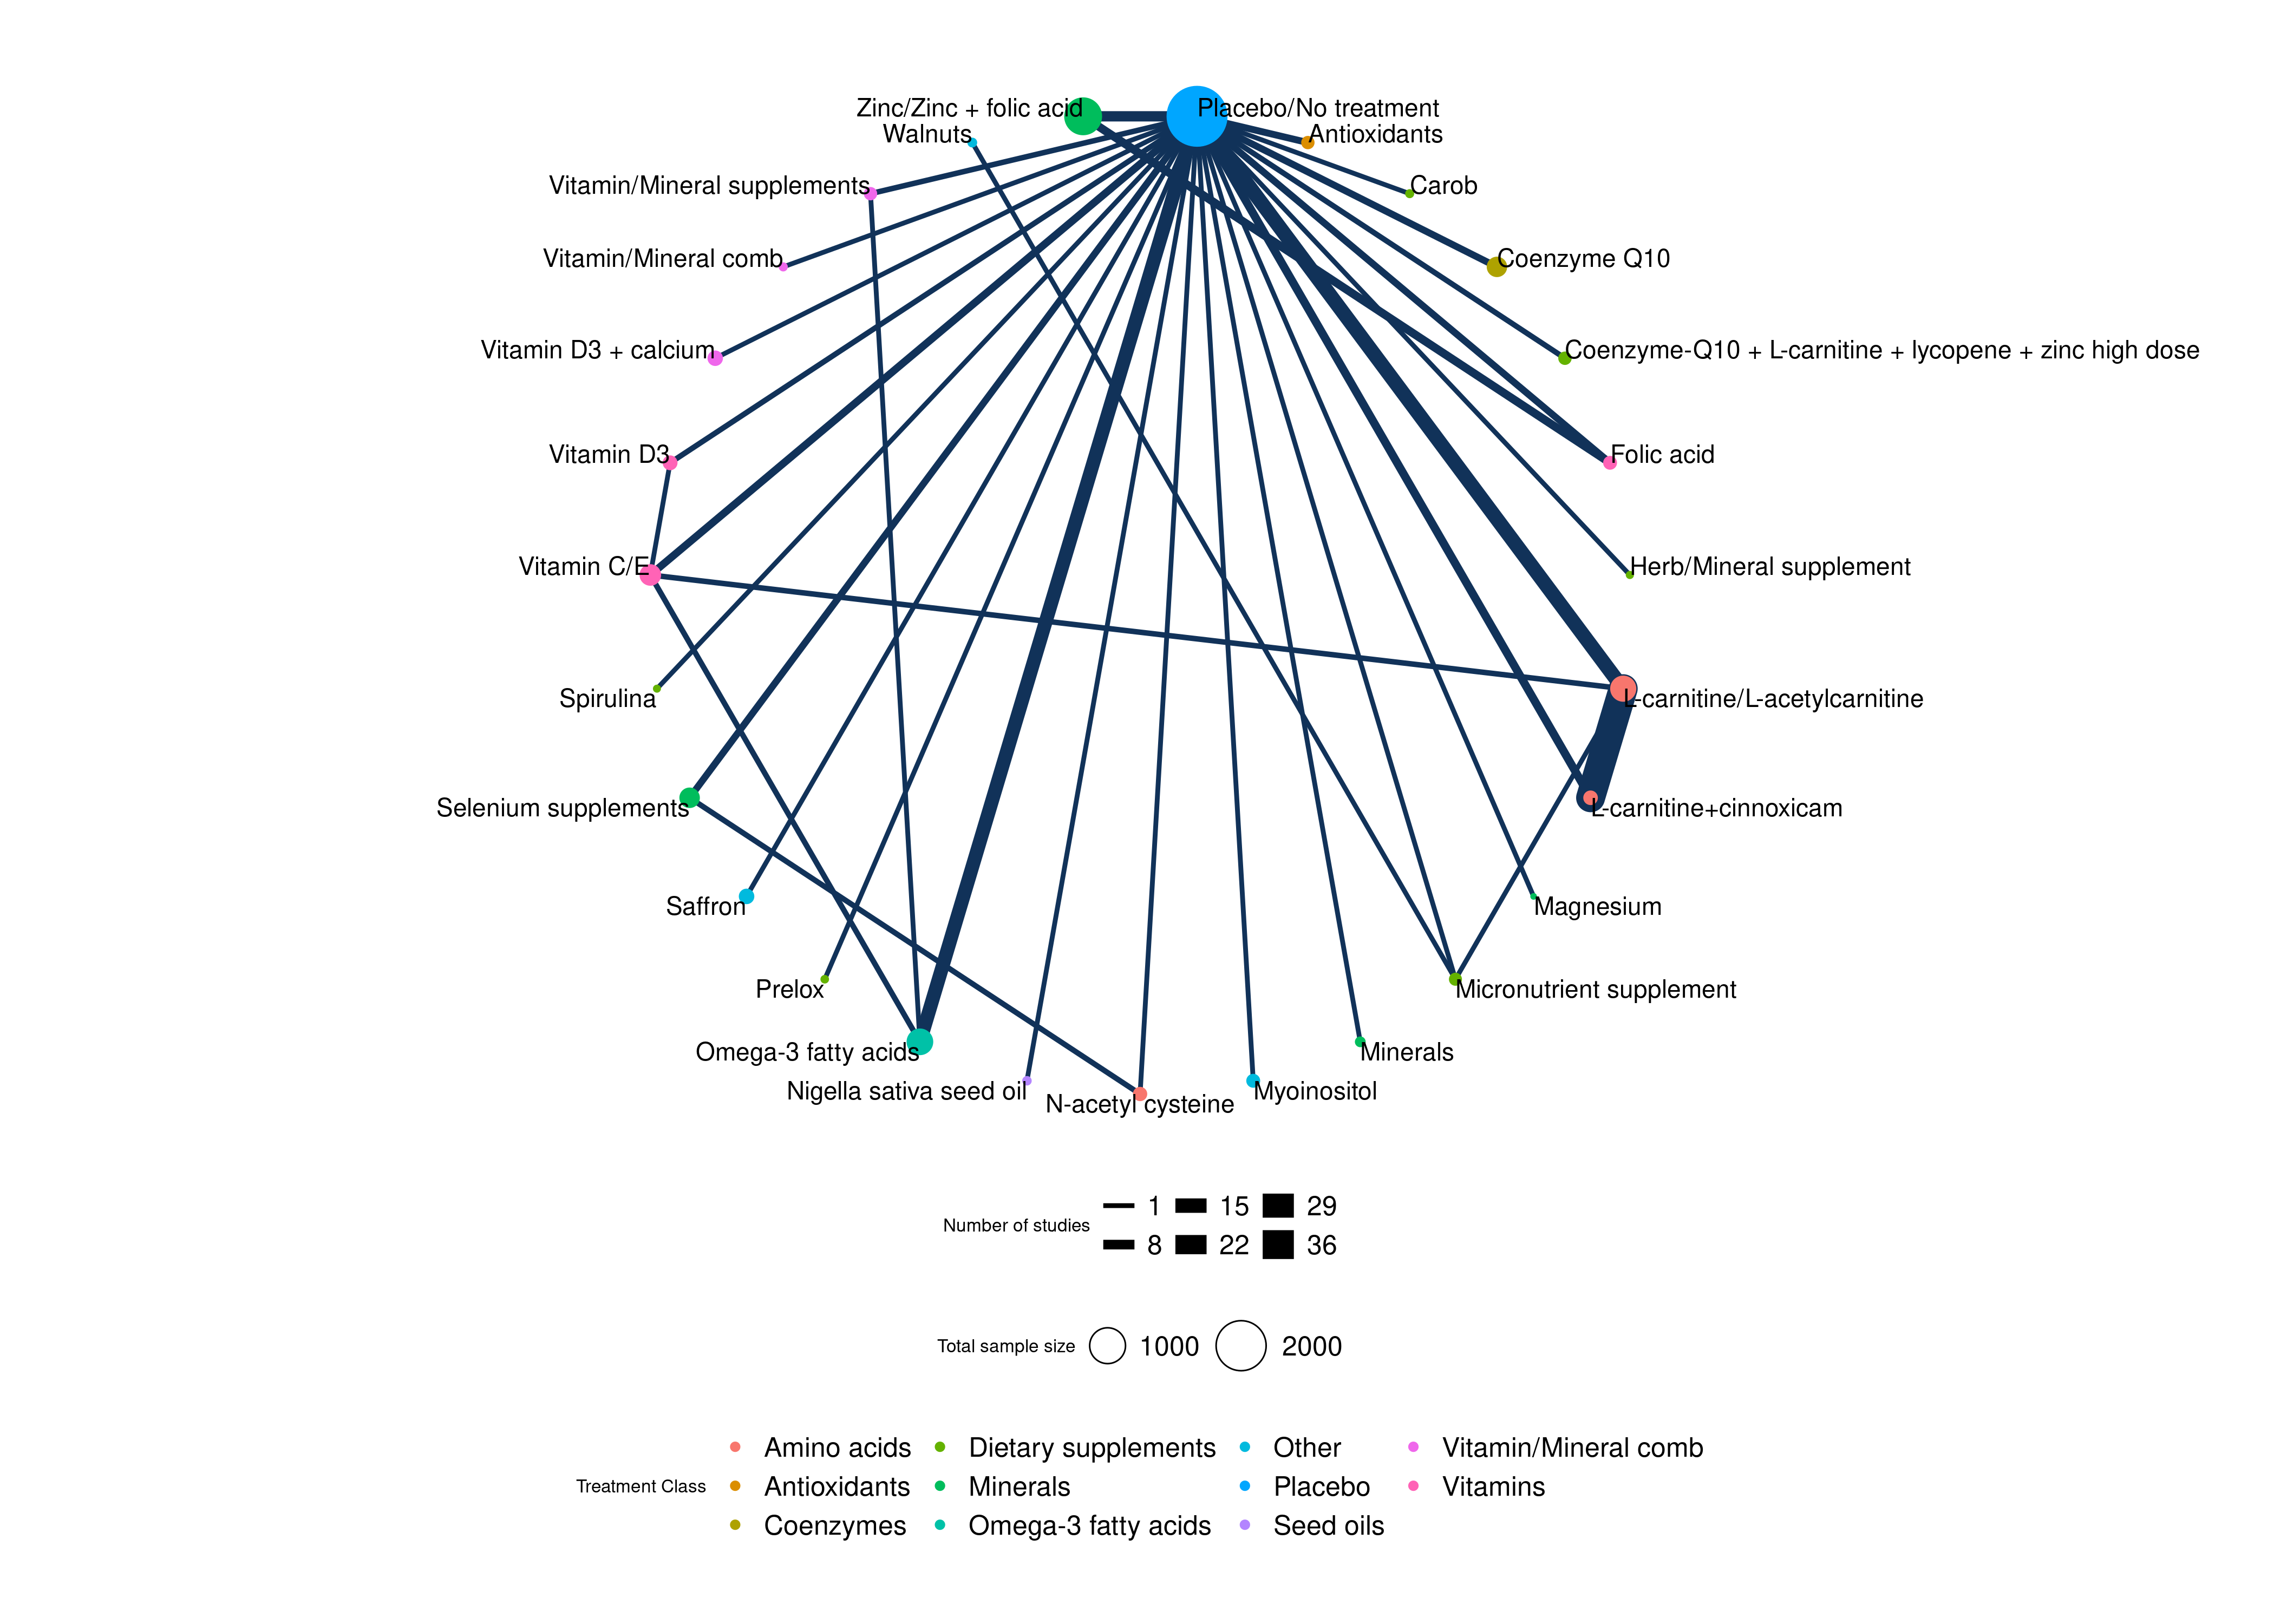 Zinc/Zinc + folic acid
Placebo/No treatment
Walnuts
Antioxidants
Vitamin/Mineral supplements
Carob
Vitamin/Mineral comb
Coenzyme Q10
Vitamin D3 + calcium
Coenzyme-Q10 + L-carnitine + lycopene + zinc high dose
Vitamin D3
Folic acid
Vitamin C/E
Herb/Mineral supplement
Spirulina
L-carnitine/L-acetylcarnitine
Selenium supplements
L-carnitine+cinnoxicam
Saffron
Magnesium
Prelox
Micronutrient supplement
Omega-3 fatty acids
Minerals
Nigella sativa seed oil
Myoinositol
N-acetyl cysteine
Number of studies
1 15 29
8 22 36
Total sample size 1000 2000
Treatment Class
Amino acids Dietary supplements Other Vitamin/Mineral comb
Antioxidants Minerals Placebo Vitamins
Coenzymes Omega-3 fatty acids Seed oils